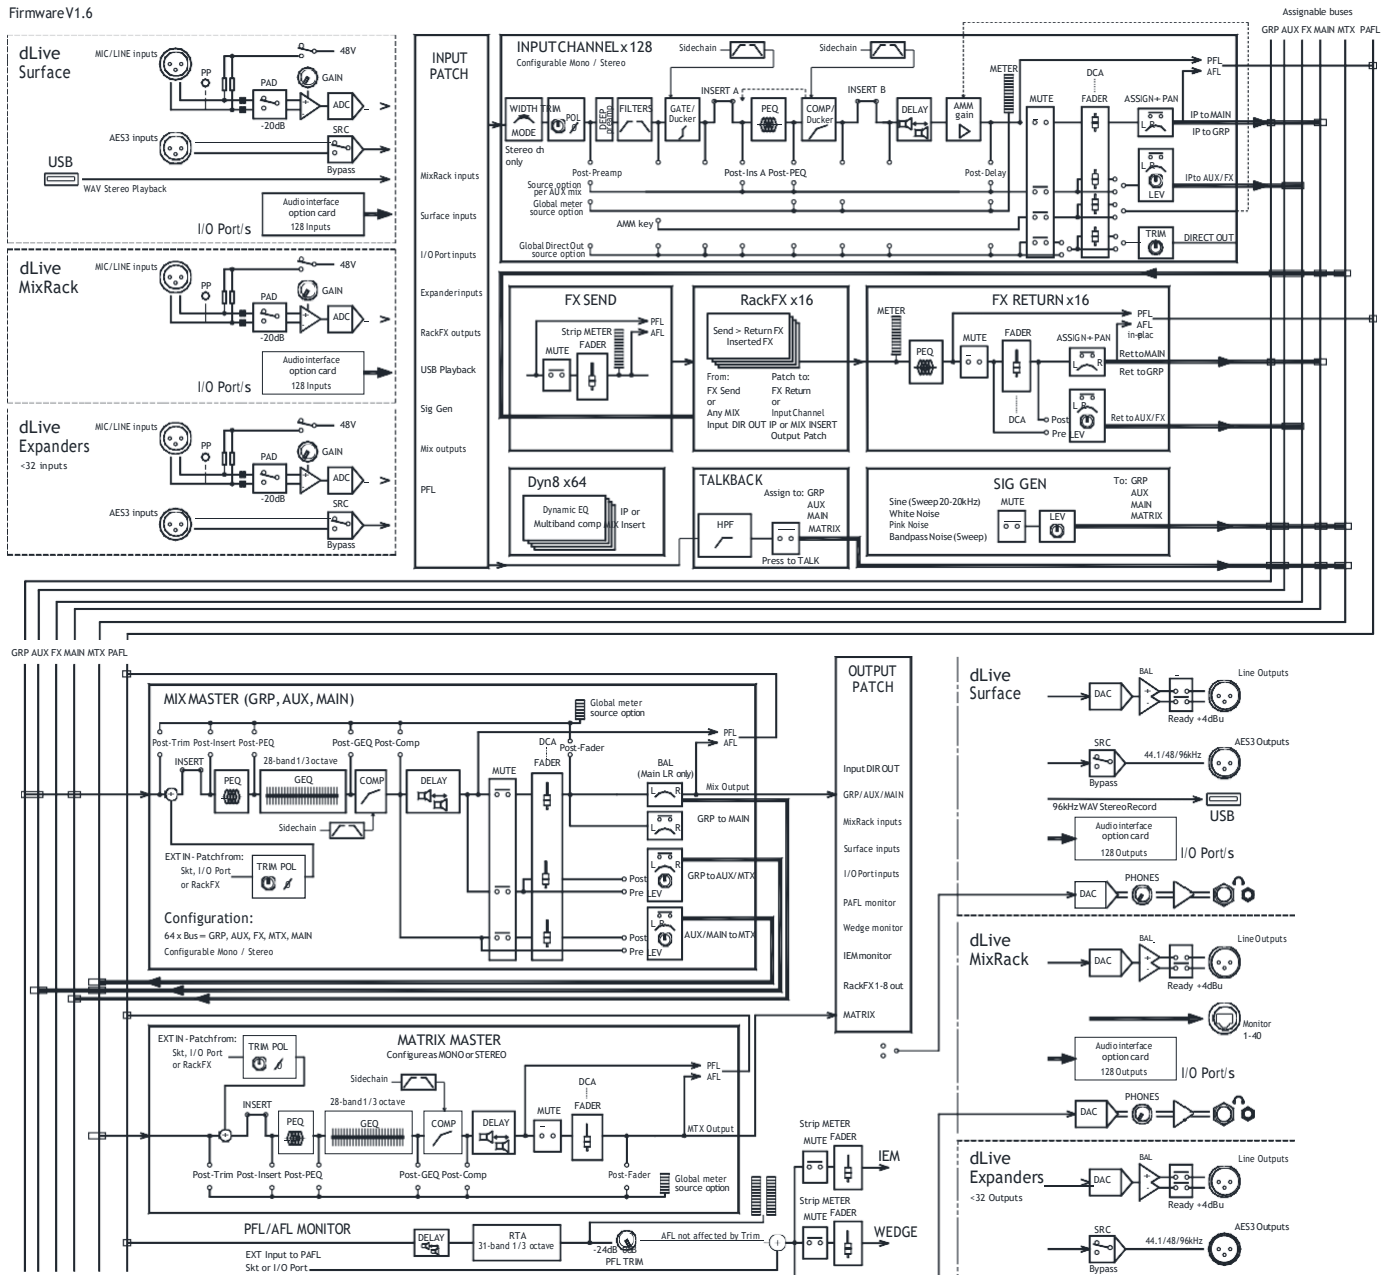 FirmwareV1.6
Assignable buses
GRP AUX FX MAIN MTX PAFL
dLive
Surface
MIC/LINE inputs
48V
PP
GAIN
PAD
ADC
-20dB
SRC
AES3 inputs
Bypass
USB
WAV Stereo Playback
Audio interface
option card
128 Inputs
I/O Port/s
dLive
MixRack
MIC/LINE inputs
48V
PP
GAIN
PAD
ADC
-20dB
Audio interface
option card
128 Inputs
I/O Port/s
dLive
Expanders
<32 inputs
MIC/LINE inputs
48V
PP
GAIN
PAD
ADC
-20dB
SRC
AES3 inputs
Bypass
INPUT
PATCH
MixRack inputs
Surface inputs
I/O Port inputs
Expander inputs
RackFX outputs
USB Playback
Sig Gen
Mix outputs
PFL
INPUT CHANNEL x 128
Configurable Mono / Stereo
Sidechain
Sidechain
METER
PFL
AFL
DCA
INSERT A
INSERT B
MUTE
FADER
ASSIGN + PAN
WIDTH
MODE
TRIM
POL
DEEP
preamp
FILTERS
GATE/
Ducker
PEQ
COMP/
Ducker
DELAY
AMM
gain
L R
IP to MAIN
IP to GRP
Stereo ch
only
Post-Preamp
Post-Ins A Post-PEQ
Post-Delay
Source option
per AUX mix
Global meter
source option
AMM key
Global Direct Out
source option
L R
LEV
IP to AUX/FX
TRIM
DIRECT OUT
FX SEND
Strip METER
PFL
AFL
MUTE
FADER
RackFX x16
Send > Return FX
Inserted FX
From:
FX Send
or
Any MIX
Input DIR OUT
Patch to:
FX Return
or
Input Channel
IP or MIX INSERT
Output Patch
FX RETURN x16
METER
PFL
AFL
in-plac
MUTE
FADER
ASSIGN + PAN
PEQ
L R
Ret to MAIN
Ret to GRP
DCA
Post
Pre
L R
LEV
Ret to AUX/FX
Dyn8 x64
Dynamic EQ
Multiband comp
IP or
MIX Insert
TALKBACK
Assign to: GRP
AUX
MAIN
MATRIX
HPF
Press to TALK
SIG GEN
Sine (Sweep 20-20kHz)
White Noise
Pink Noise
Bandpass Noise (Sweep)
MUTE
LEV
To: GRP
AUX
MAIN
MATRIX
GRP AUX FX MAIN MTX PAFL
MIX MASTER (GRP, AUX, MAIN)
Global meter
source option
PFL
AFL
Post-Trim Post-Insert Post-PEQ
Post-GEQ Post-Comp
DCA
Post-Fader
INSERT
28-band 1/3 octave
MUTE
FADER
BAL
(Main LR only)
PEQ
GEQ
COMP
DELAY
L R
Mix Output
Sidechain
L R
GRP to MAIN
EXT IN - Patch from:
Skt, I/O Port
or RackFX
TRIM POL
L R
LEV
Post
Pre
GRP to AUX/MTX
Configuration:
64 x Bus = GRP, AUX, FX, MTX, MAIN
Configurable Mono / Stereo
L R
LEV
Post
Pre
AUX/MAIN to MTX
MATRIX MASTER
Configure as MONO or STEREO
EXT IN - Patch from:
Skt, I/O Port
or RackFX
TRIM POL
Sidechain
PFL
AFL
DCA
INSERT
28-band 1/3 octave
MUTE
FADER
PEQ
GEQ
COMP
DELAY
MTX Output
Post-Trim Post-Insert Post-PEQ
Post-GEQ Post-Comp
Post-Fader
Global meter
source option
PFL/AFL MONITOR
DELAY
RTA
31-band 1/3 octave
-24dB 0dB
PFL TRIM
AFL not affected by Trim
EXT Input to PAFL
Skt or I/O Port
Strip METER
MUTE FADER
IEM
Strip METER
MUTE FADER
WEDGE
OUTPUT
PATCH
Input DIR OUT
GRP/AUX/MAIN
MixRack inputs
Surface inputs
I/O Port inputs
PAFL monitor
Wedge monitor
IEM monitor
RackFX 1-8 out
MATRIX
dLive
Surface
DAC
BAL
Line Outputs
Ready +4dBu
SRC
Bypass
44.1/48/96kHz
AES3 Outputs
96kHz WAV Stereo Record
USB
Audio interface
option card
128 Outputs
I/O Port/s
DAC
PHONES
dLive
MixRack
DAC
BAL
Line Outputs
Ready +4dBu
Monitor
1-40
Audio interface
option card
128 Outputs
I/O Port/s
DAC
PHONES
dLive
Expanders
<32 Outputs
DAC
BAL
Line Outputs
Ready +4dBu
SRC
Bypass
44.1/48/96kHz
AES3 Outputs